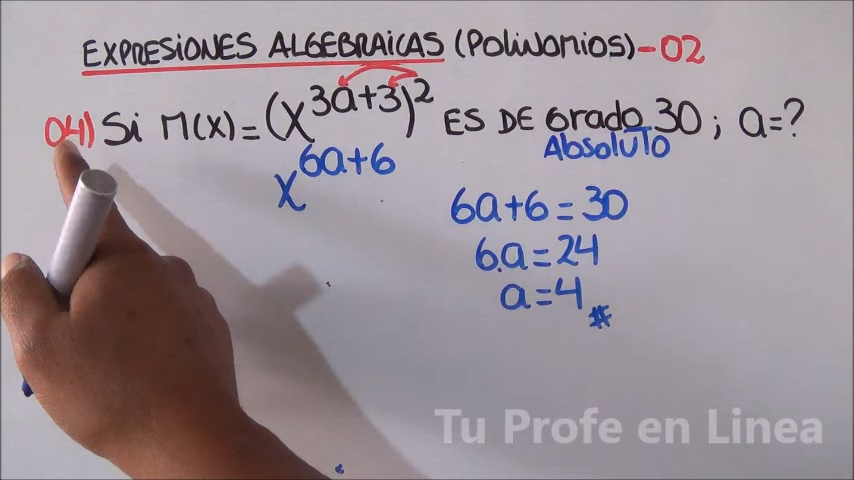 EXPRESIONES ALGEBRAICAS (POLINOMIOS) - 02
04) Si M(x) = (x^{3a+3})^2 ES DE Grado 30 ; a=?
Absoluto
x^{6a+6}
6a+6=30
6.a=24
a=4 #
Tu Profe en Linea